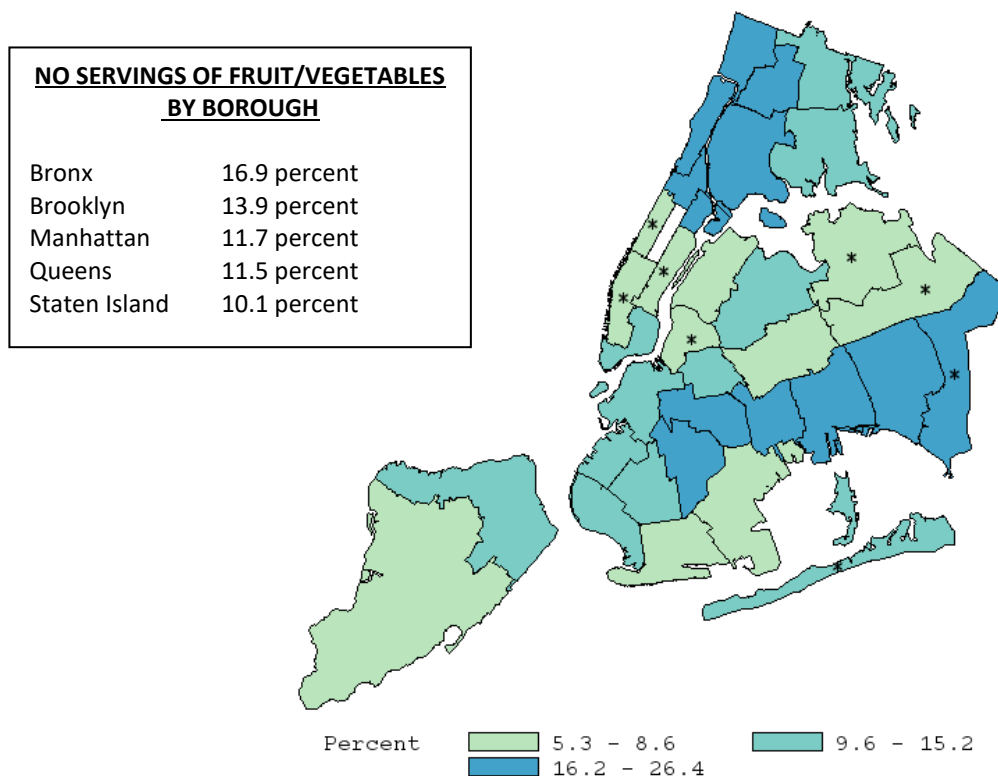 NO SERVINGS OF FRUIT/VEGETABLES
BY BOROUGH
Bronx 16.9 percent
Brooklyn 13.9 percent
Manhattan 11.7 percent
Queens 11.5 percent
Staten Island 10.1 percent
*
*
*
*
*
*
*
*
Percent 5.3 - 8.6 9.6 - 15.2
16.2 - 26.4